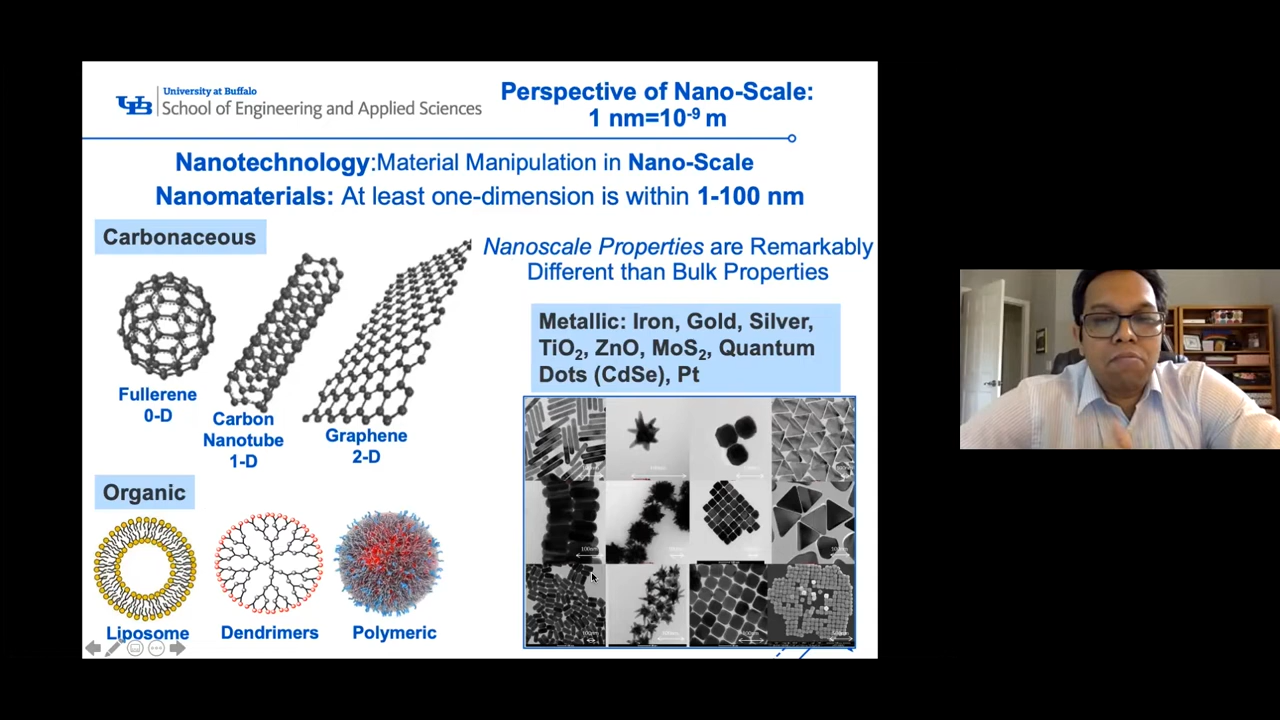 University at Buffalo
School of Engineering and Applied Sciences
Perspective of Nano-Scale:
1 nm=10⁻⁹ m
Nanotechnology:Material Manipulation in Nano-Scale
Nanomaterials: At least one-dimension is within 1-100 nm
Carbonaceous
Fullerene
0-D
Carbon
Nanotube
1-D
Graphene
2-D
Organic
Liposome
Dendrimers
Polymeric
Nanoscale Properties are Remarkably
Different than Bulk Properties
Metallic: Iron, Gold, Silver,
TiO₂, ZnO, MoS₂, Quantum
Dots (CdSe), Pt